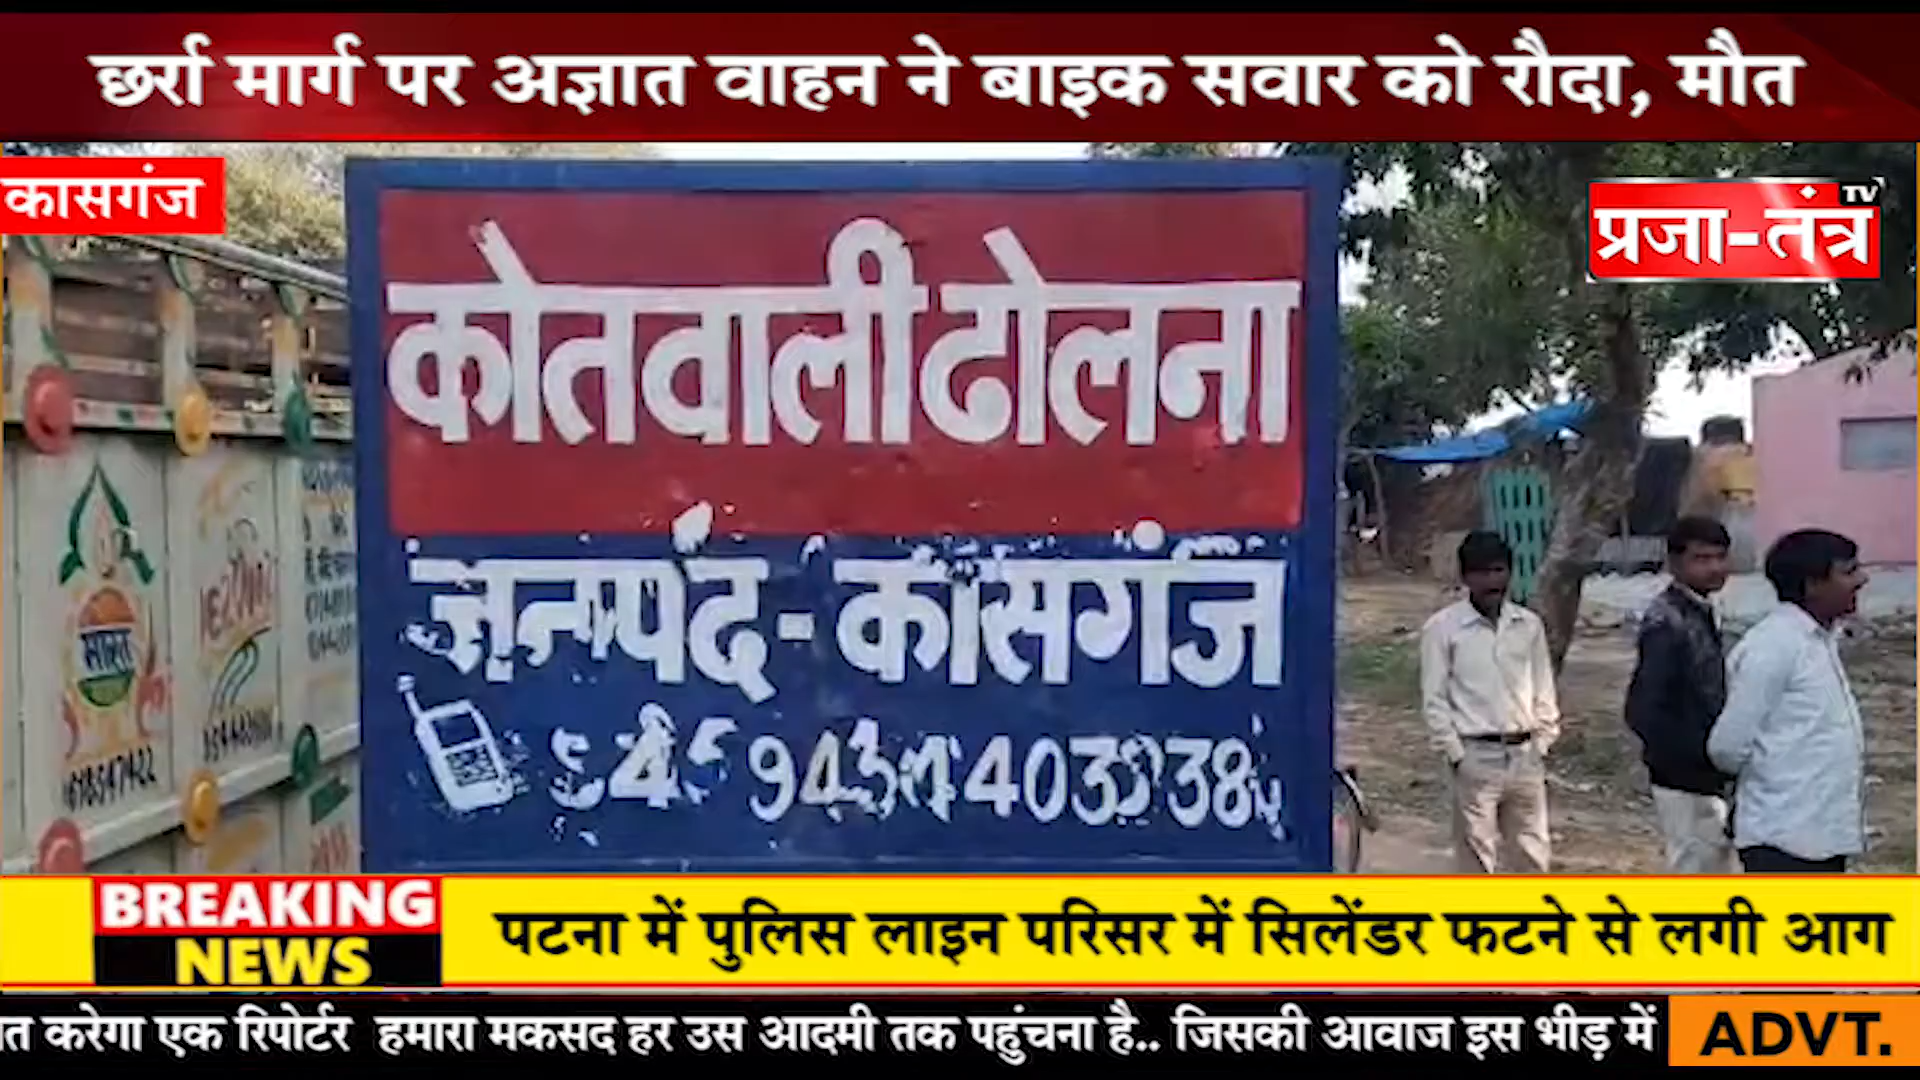 छर्रा मार्ग पर अज्ञात वाहन ने बाइक सवार को रौदा, मौत
कासगंज
प्रजा-तंत्र TV
कोतवाली ढोलना
जनपद - कासगंज
भारत
BREAKING
NEWS
पटना में पुलिस लाइन परिसर में सिलेंडर फटने से लगी आग
त करेगा एक रिपोर्टर हमारा मकसद हर उस आदमी तक पहुंचना है.. जिसकी आवाज इस भीड़ में
ADVT.